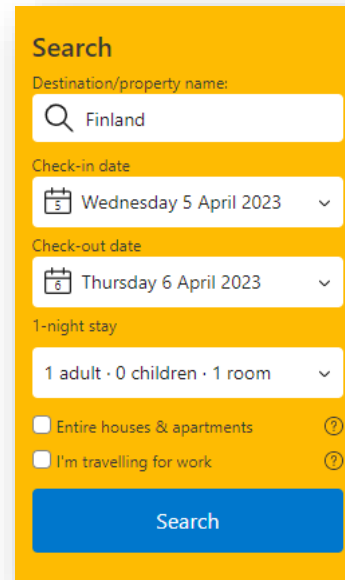 Search
Destination/property name:
Finland
Check-in date
5 Wednesday 5 April 2023
Check-out date
6 Thursday 6 April 2023
1-night stay
1 adult · 0 children · 1 room
Entire houses & apartments ?
I'm travelling for work ?
Search